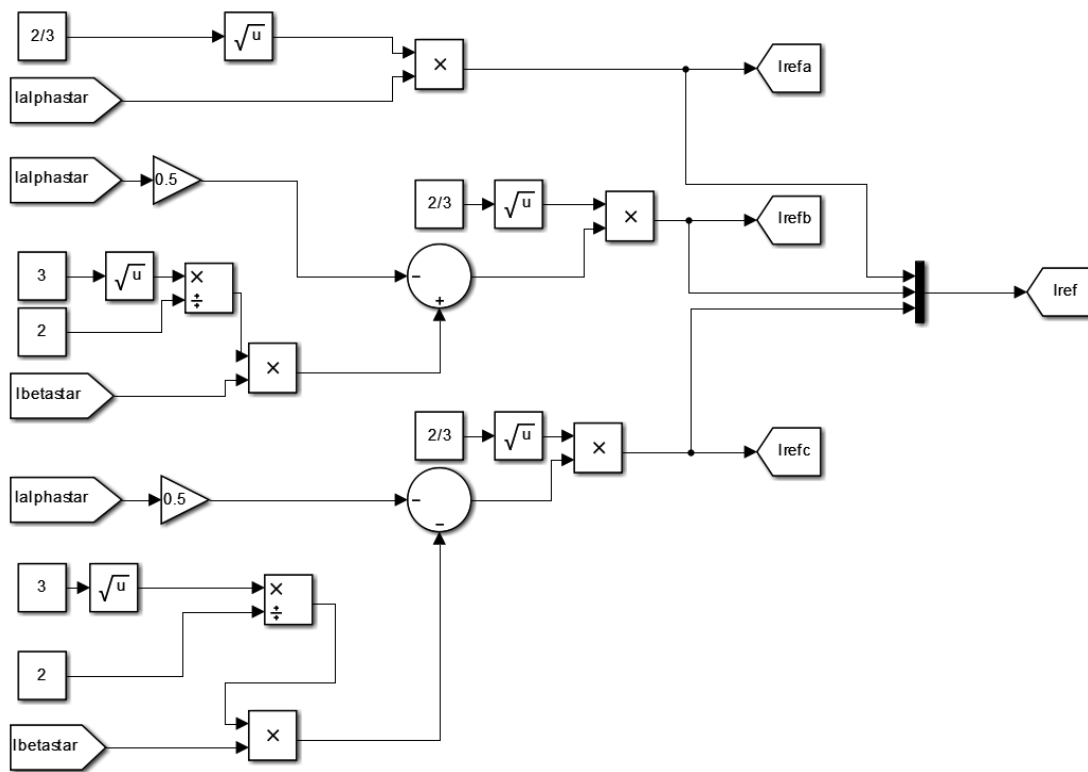 2/3
√u
Ialphastar
×
Irefa
Ialphastar
0.5
2/3
√u
×
Irefb
3
√u
×
÷
-
+
2
×
Ibetastar
Iref
2/3
√u
×
Irefc
Ialphastar
0.5
-
-
3
√u
×
÷
2
×
Ibetastar